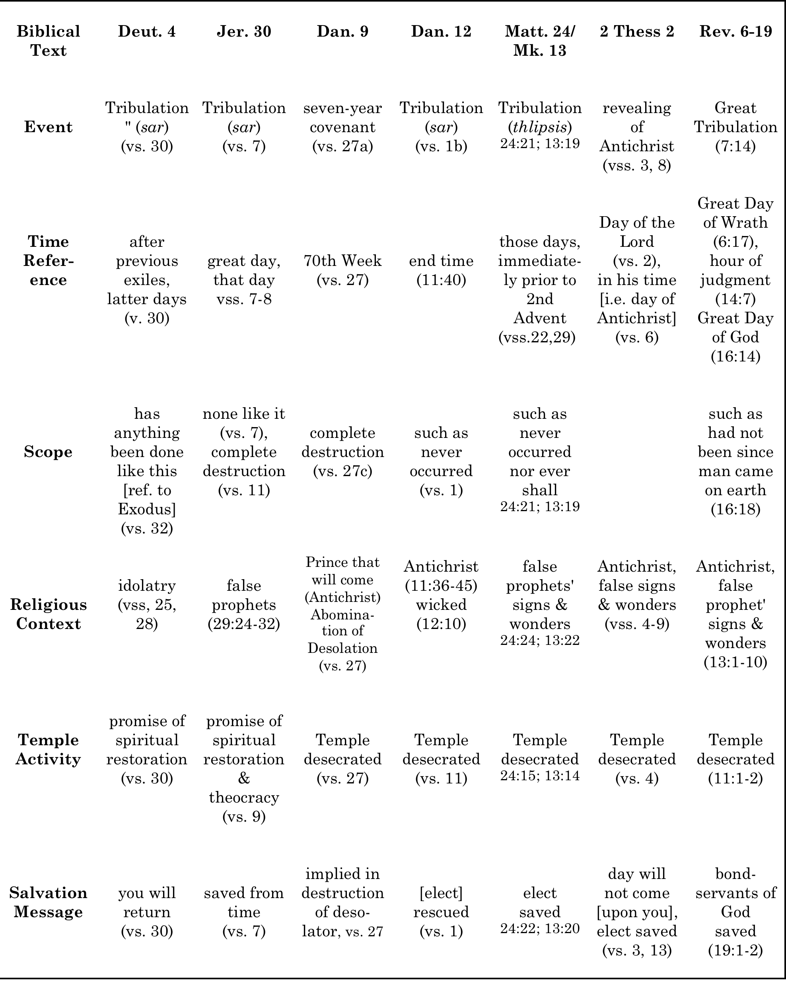 Biblical Text
Deut. 4
Jer. 30
Dan. 9
Dan. 12
Matt. 24/
Mk. 13
2 Thess 2
Rev. 6-19
Event
Tribulation
" (sar)
(vs. 30)
Tribulation
(sar)
(vs. 7)
seven-year
covenant
(vs. 27a)
Tribulation
(sar)
(vs. 1b)
Tribulation
(thlipsis)
24:21; 13:19
revealing
of
Antichrist
(vss. 3, 8)
Great
Tribulation
(7:14)
Time
Refer-
ence
after
previous
exiles,
latter days
(v. 30)
great day,
that day
vss. 7-8
70th Week
(vs. 27)
end time
(11:40)
those days,
immediate-
ly prior to
2nd
Advent
(vss.22,29)
Day of the
Lord
(vs. 2),
in his time
[i.e. day of
Antichrist]
(vs. 6)
Great Day
of Wrath
(6:17),
hour of
judgment
(14:7)
Great Day
of God
(16:14)
Scope
has
anything
been done
like this
[ref. to
Exodus]
(vs. 32)
none like it
(vs. 7),
complete
destruction
(vs. 11)
complete
destruction
(vs. 27c)
such as
never
occurred
(vs. 1)
such as
never
occurred
nor ever
shall
24:21; 13:19
such as
had not
been since
man came
on earth
(16:18)
Religious
Context
idolatry
(vss, 25,
28)
false
prophets
(29:24-32)
Prince that
will come
(Antichrist)
Abomina-
tion of
Desolation
(vs. 27)
Antichrist
(11:36-45)
wicked
(12:10)
false
prophets'
signs &
wonders
24:24; 13:22
Antichrist,
false signs
& wonders
(vss. 4-9)
Antichrist,
false
prophet'
signs &
wonders
(13:1-10)
Temple
Activity
promise of
spiritual
restoration
(vs. 30)
promise of
spiritual
restoration
&
theocracy
(vs. 9)
Temple
desecrated
(vs. 27)
Temple
desecrated
(vs. 11)
Temple
desecrated
24:15; 13:14
Temple
desecrated
(vs. 4)
Temple
desecrated
(11:1-2)
Salvation
Message
you will
return
(vs. 30)
saved from
time
(vs. 7)
implied in
destruction
of deso-
lator, vs. 27
[elect]
rescued
(vs. 1)
elect
saved
24:22; 13:20
day will
not come
[upon you],
elect saved
(vs. 3, 13)
bond-
servants of
God
saved
(19:1-2)